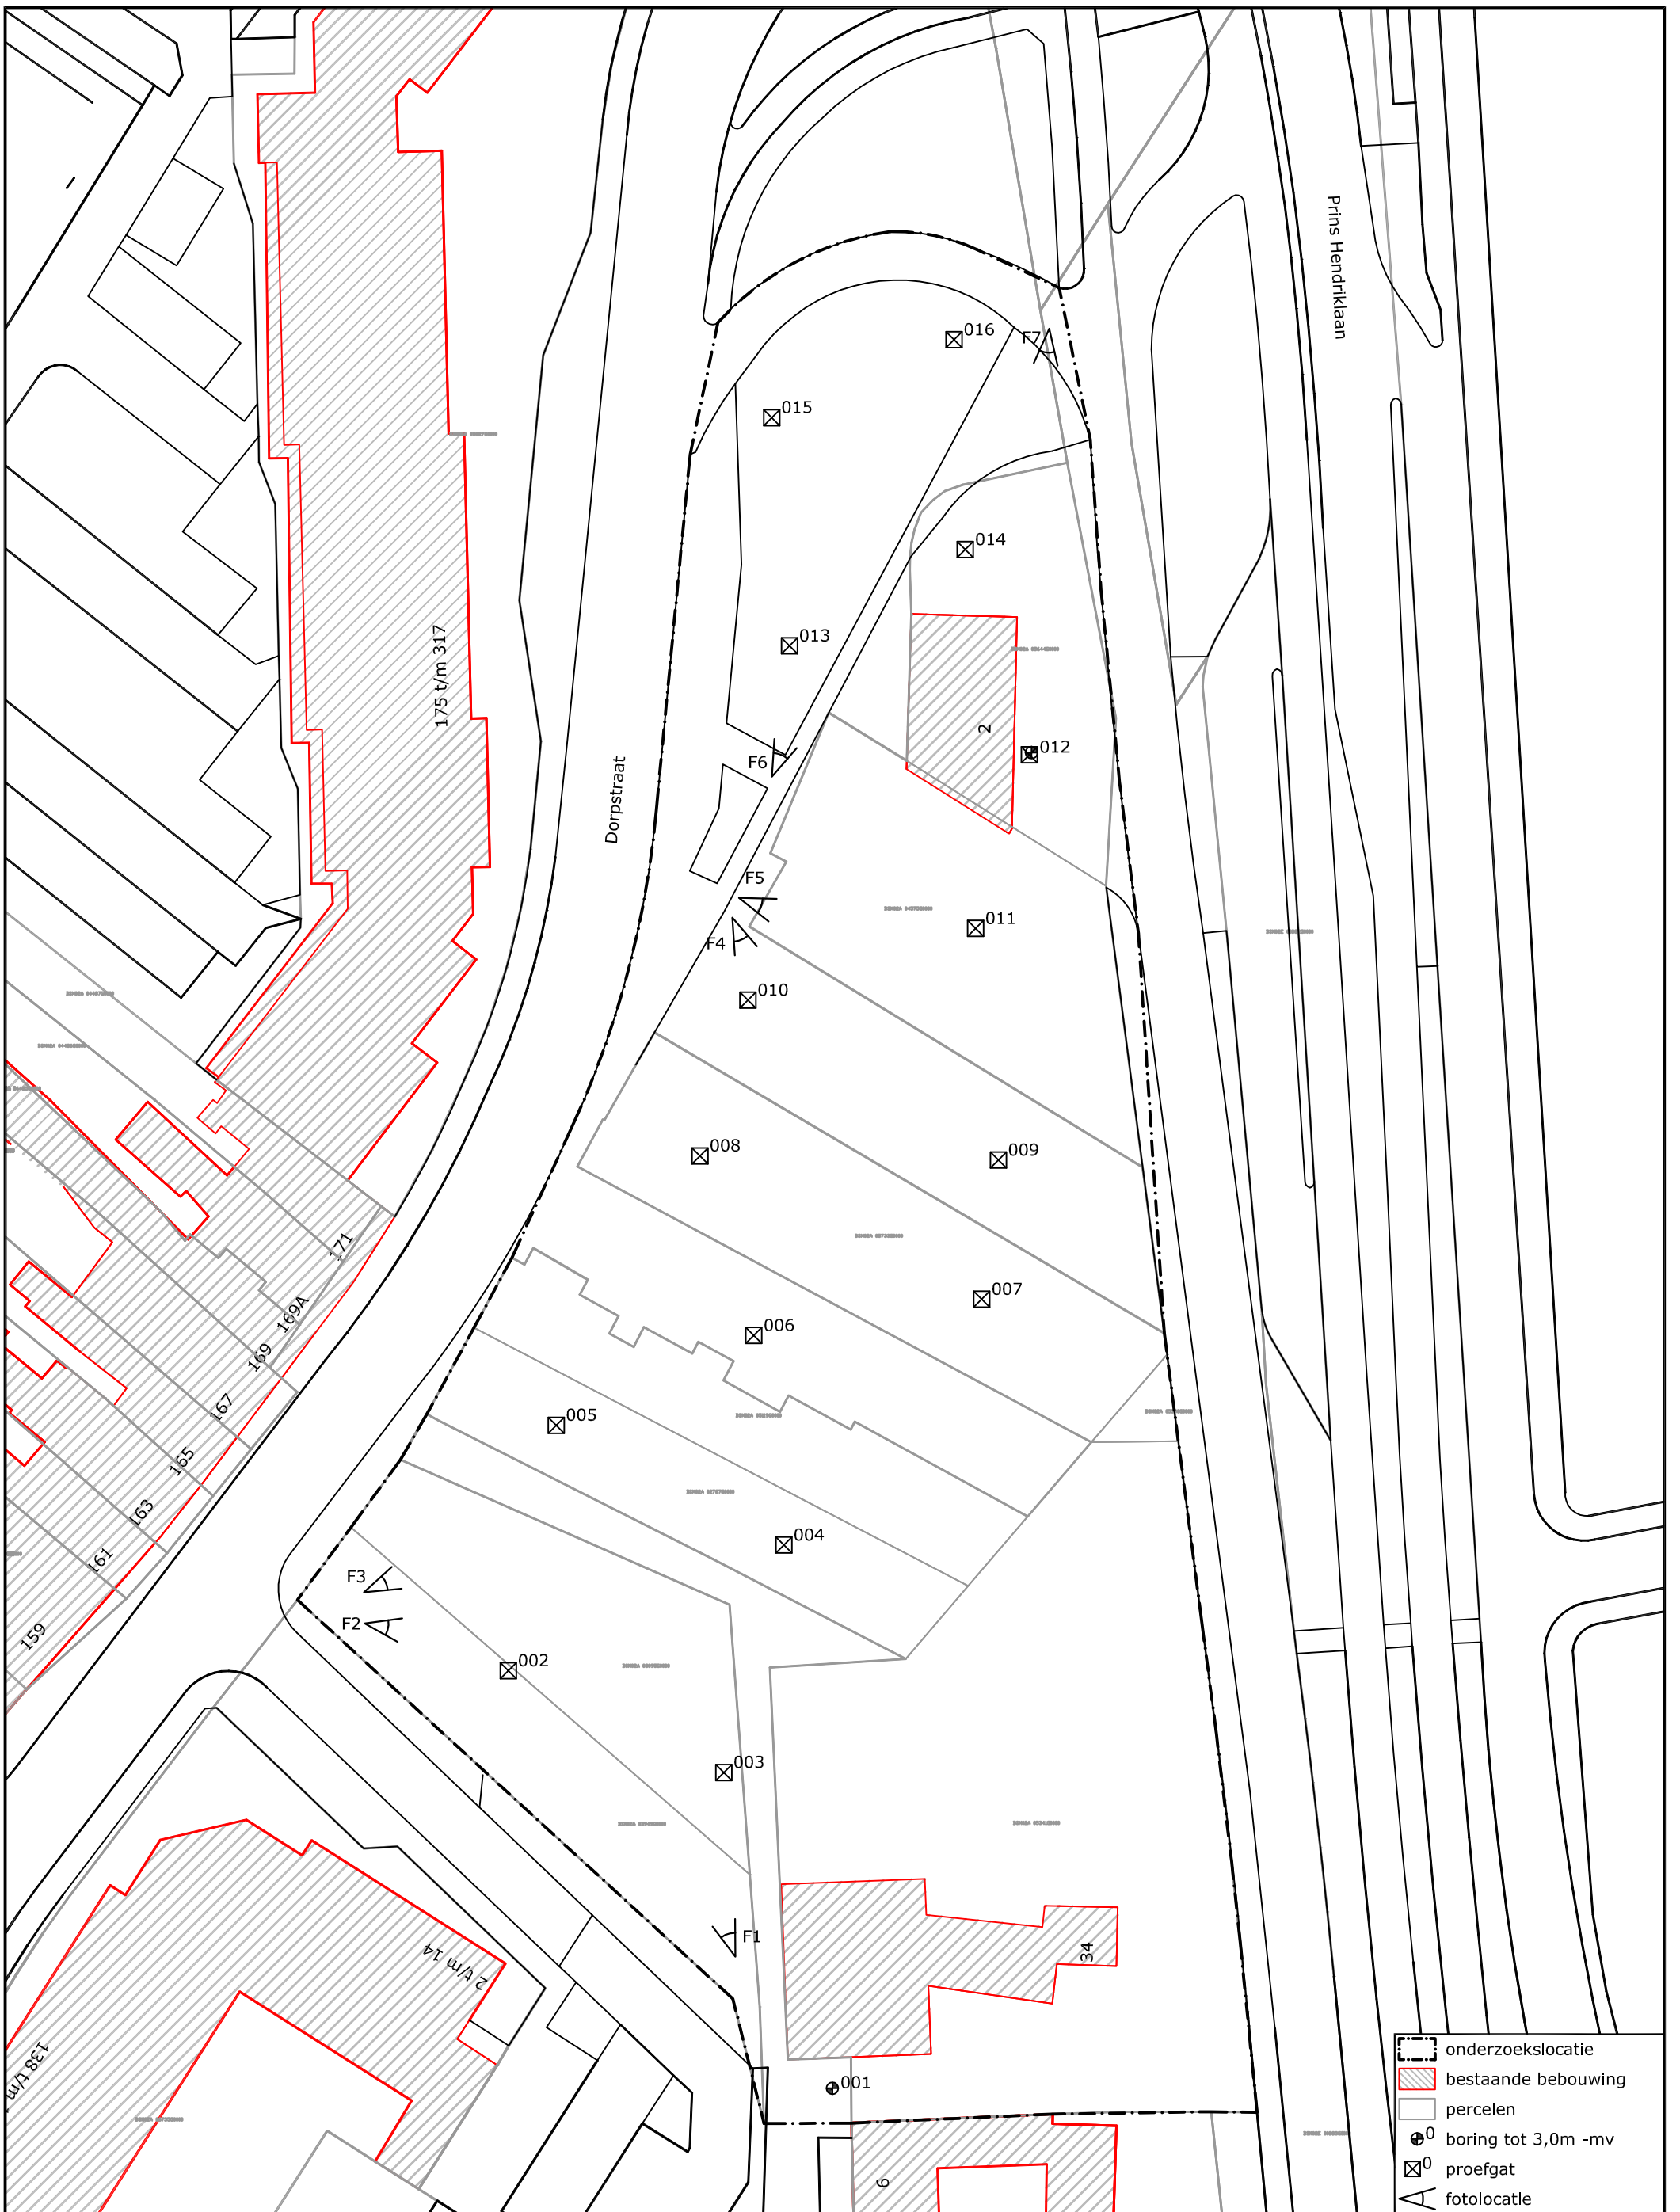 Prins Hendriklaan
016
F7
015
014
013
175 t/m 317
2
012
F6
Dorpstraat
F5
011
F4
010
008
009
171
007
169A
006
169
167
005
165
163
004
161
F3
F2
159
002
003
F1
34
2 t/m 14
138 t/m
001
6
onderzoekslocatie
bestaande bebouwing
percelen
0 boring tot 3,0m -mv
0 proefgat
fotolocatie